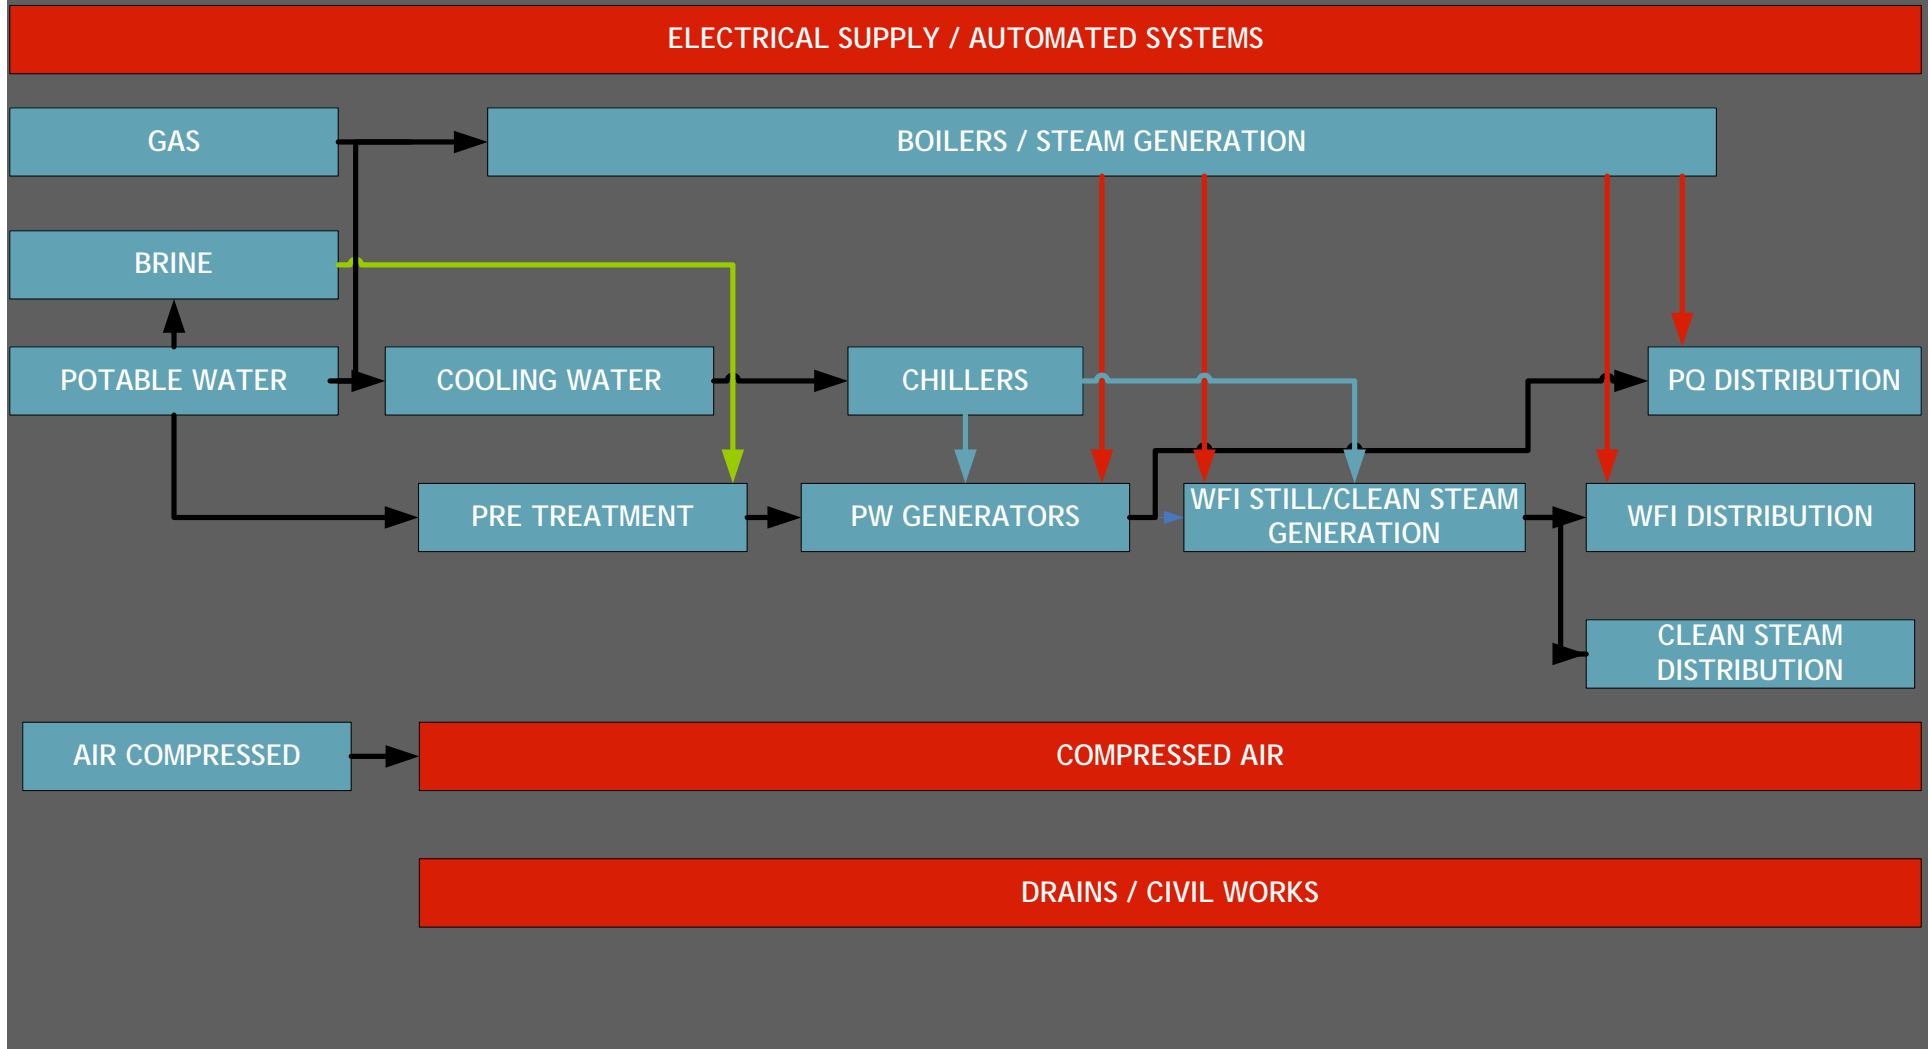 ELECTRICAL SUPPLY / AUTOMATED SYSTEMS
GAS
BOILERS / STEAM GENERATION
BRINE
POTABLE WATER
COOLING WATER
CHILLERS
PQ DISTRIBUTION
PRE TREATMENT
PW GENERATORS
WFI STILL/CLEAN STEAM
GENERATION
WFI DISTRIBUTION
CLEAN STEAM
DISTRIBUTION
AIR COMPRESSED
COMPRESSED AIR
DRAINS / CIVIL WORKS